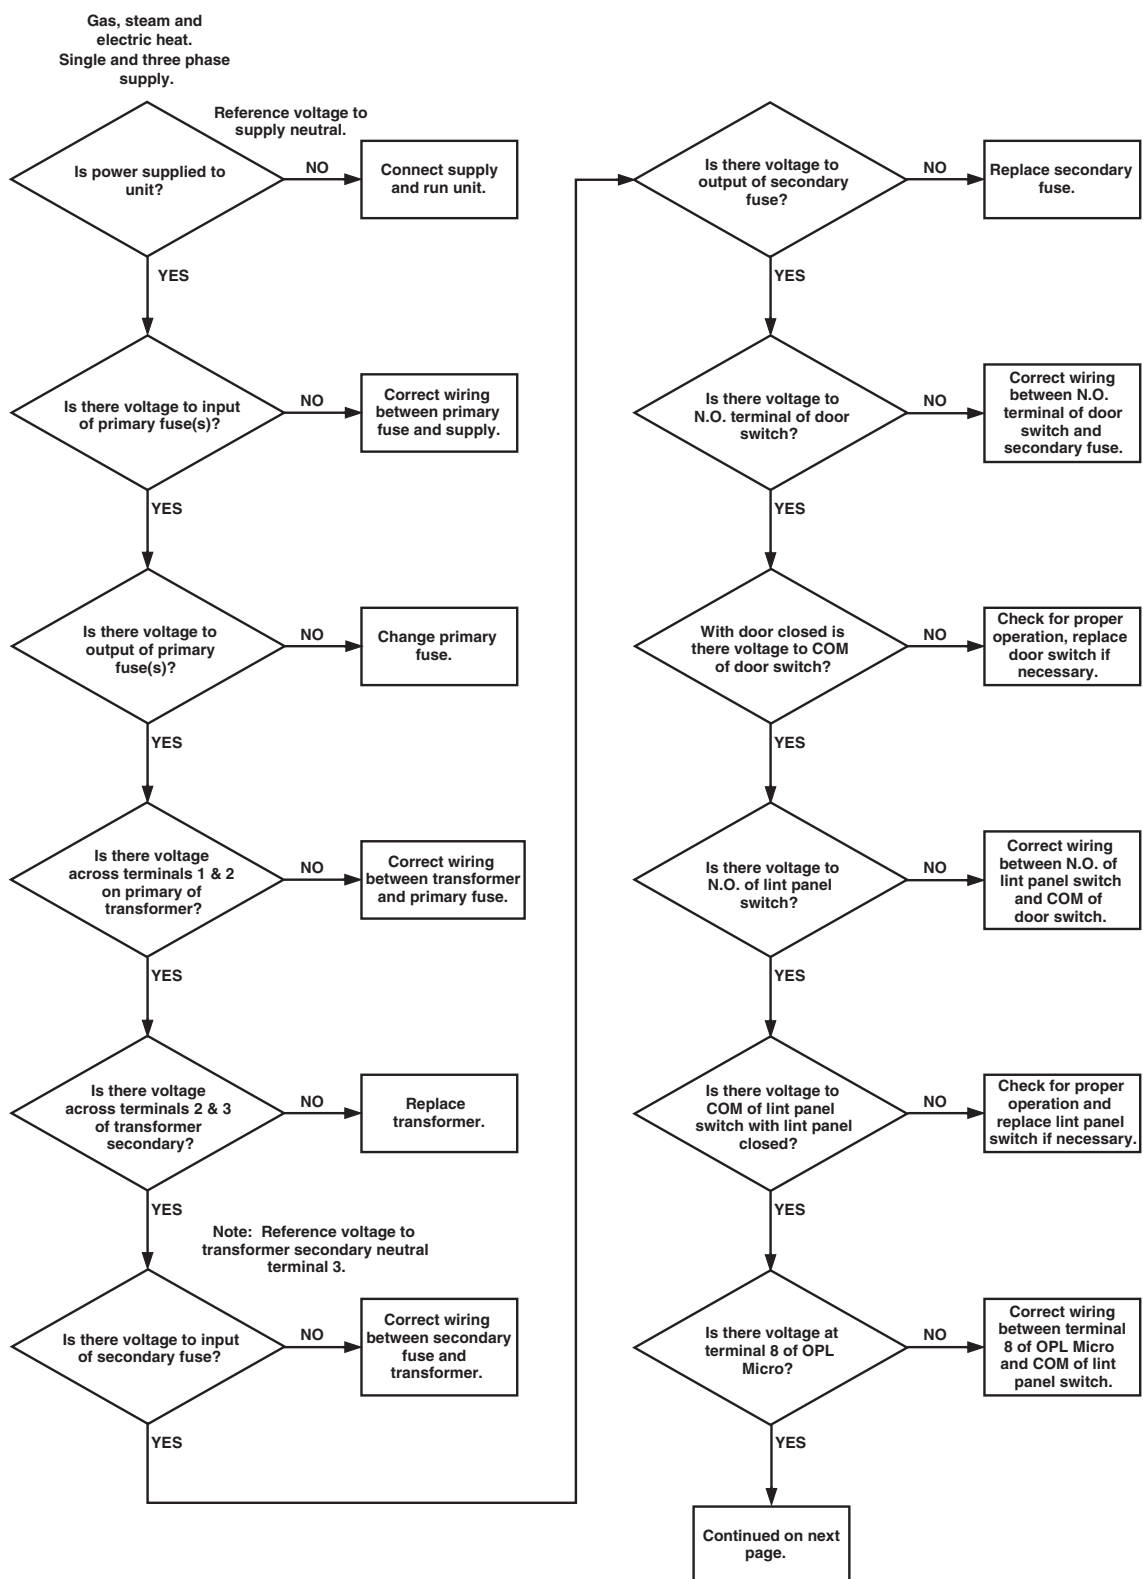 Gas, steam and
electric heat.
Single and three phase
supply.
Reference voltage to
supply neutral.
Is power supplied to
unit?
NO
Connect supply
and run unit.
YES
Is there voltage to input
of primary fuse(s)?
NO
Correct wiring
between primary
fuse and supply.
YES
Is there voltage to
output of primary
fuse(s)?
NO
Change primary
fuse.
YES
Is there voltage
across terminals 1 & 2
on primary of
transformer?
NO
Correct wiring
between transformer
and primary fuse.
YES
Is there voltage
across terminals 2 & 3
of transformer
secondary?
NO
Replace
transformer.
YES
Note: Reference voltage to
transformer secondary neutral
terminal 3.
Is there voltage to input
of secondary fuse?
NO
Correct wiring
between secondary
fuse and
transformer.
YES
Is there voltage to
output of secondary
fuse?
NO
Replace secondary
fuse.
YES
Is there voltage to
N.O. terminal of door
switch?
NO
Correct wiring
between N.O.
terminal of door
switch and
secondary fuse.
YES
With door closed is
there voltage to COM
of door switch?
NO
Check for proper
operation, replace
door switch if
necessary.
YES
Is there voltage to
N.O. of lint panel
switch?
NO
Correct wiring
between N.O. of
lint panel switch
and COM of
door switch.
YES
Is there voltage to
COM of lint panel
switch with lint panel
closed?
NO
Check for proper
operation and
replace lint panel
switch if necessary.
YES
Is there voltage at
terminal 8 of OPL
Micro?
NO
Correct wiring
between terminal
8 of OPL Micro
and COM of lint
panel switch.
YES
Continued on next
page.